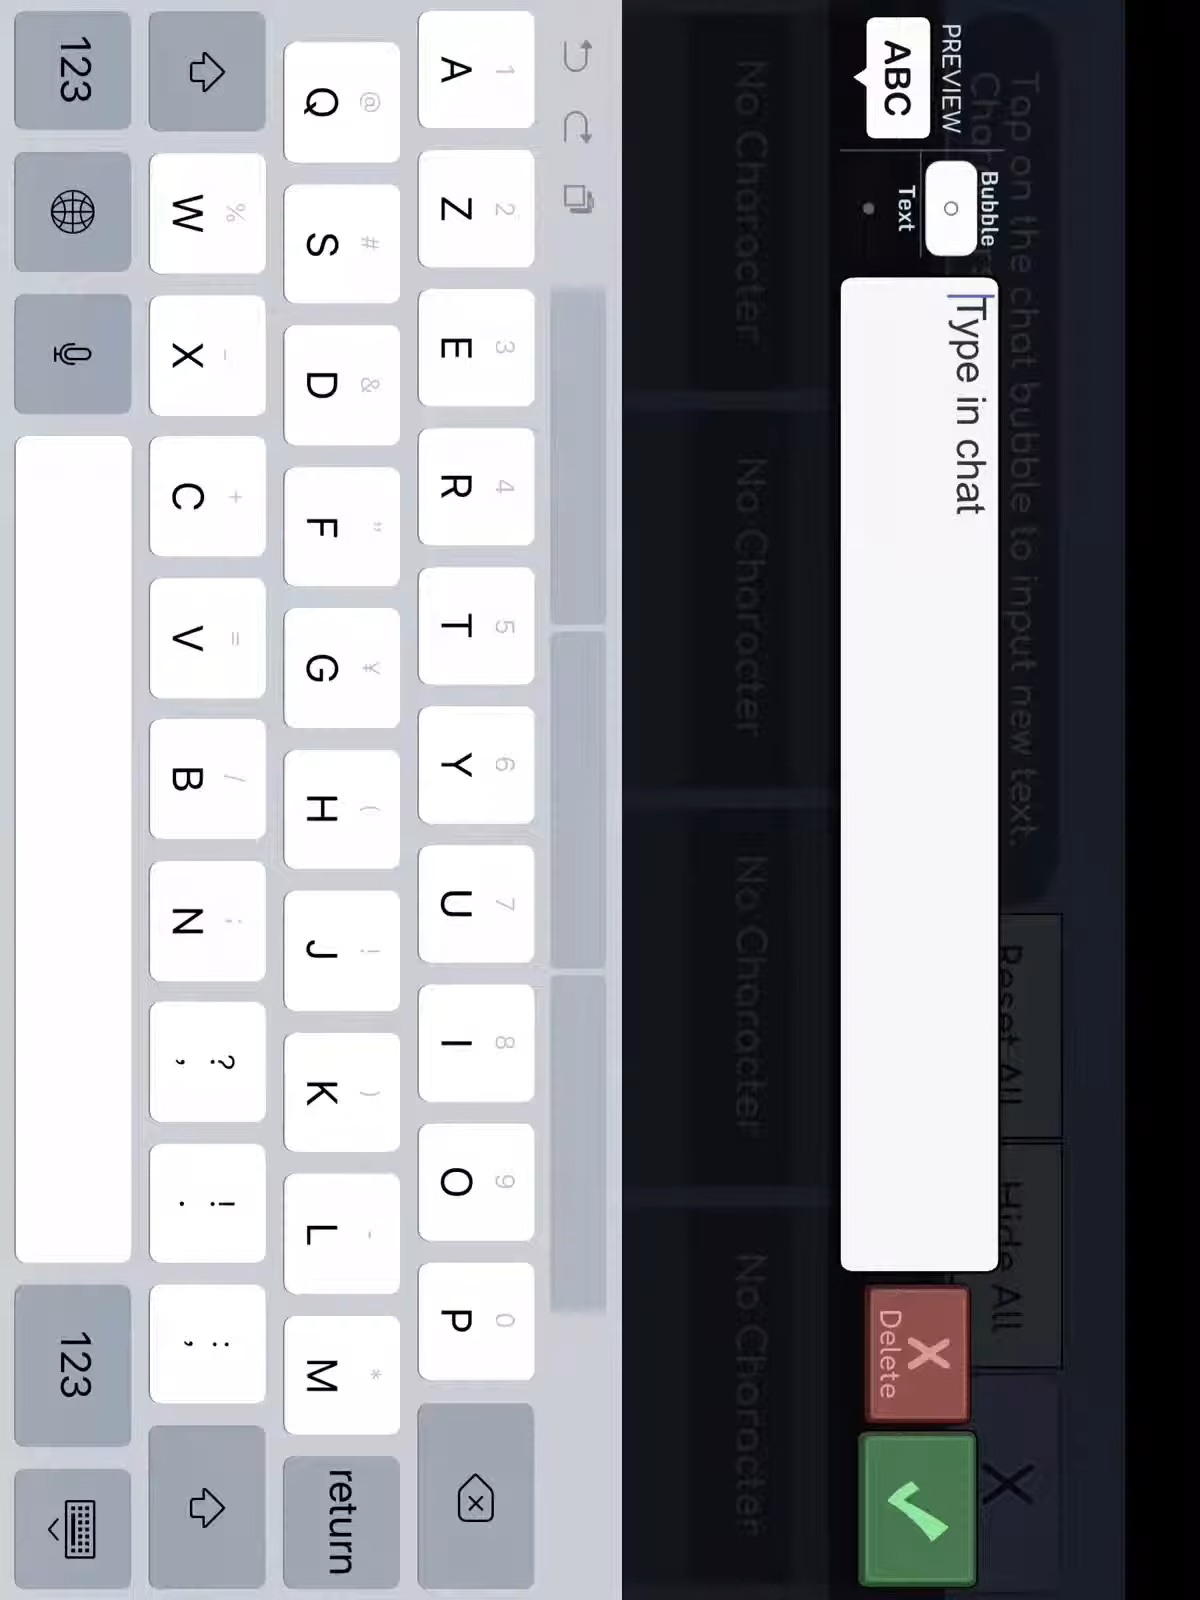 Tap on the chat bubble to input new text.
Reset All
Hide All
X
PREVIEW
ABC
Bubble
Text
Type in chat
X
Delete
No Character
No Character
No Character
No Character
1 2 3 4 5 6 7 8 9 0
A Z E R T Y U I O P
@ # & " ¥ ( ) *
Q S D F G H J K L M
return
% - + = / ; ? ! :
W X C V B N , . ;
123
123